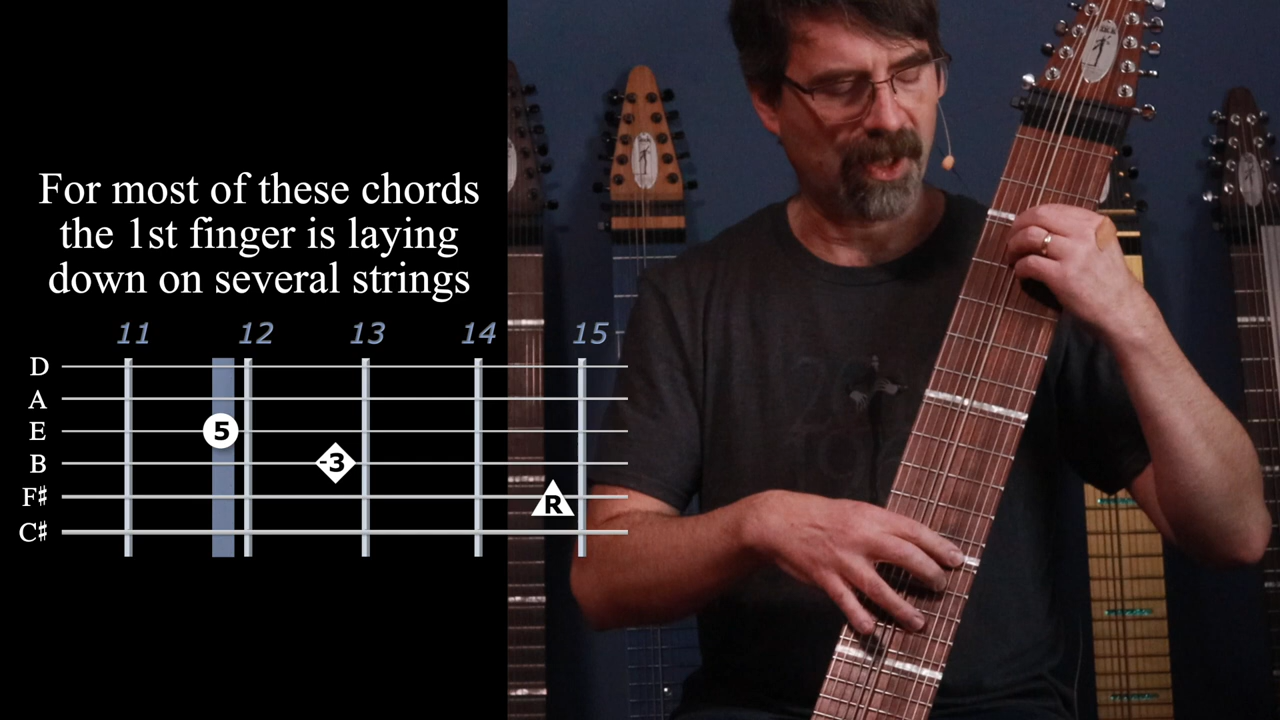 For most of these chords
the 1st finger is laying
down on several strings
11 12 13 14 15
D
A
E 5
B -3
F♯ R
C♯